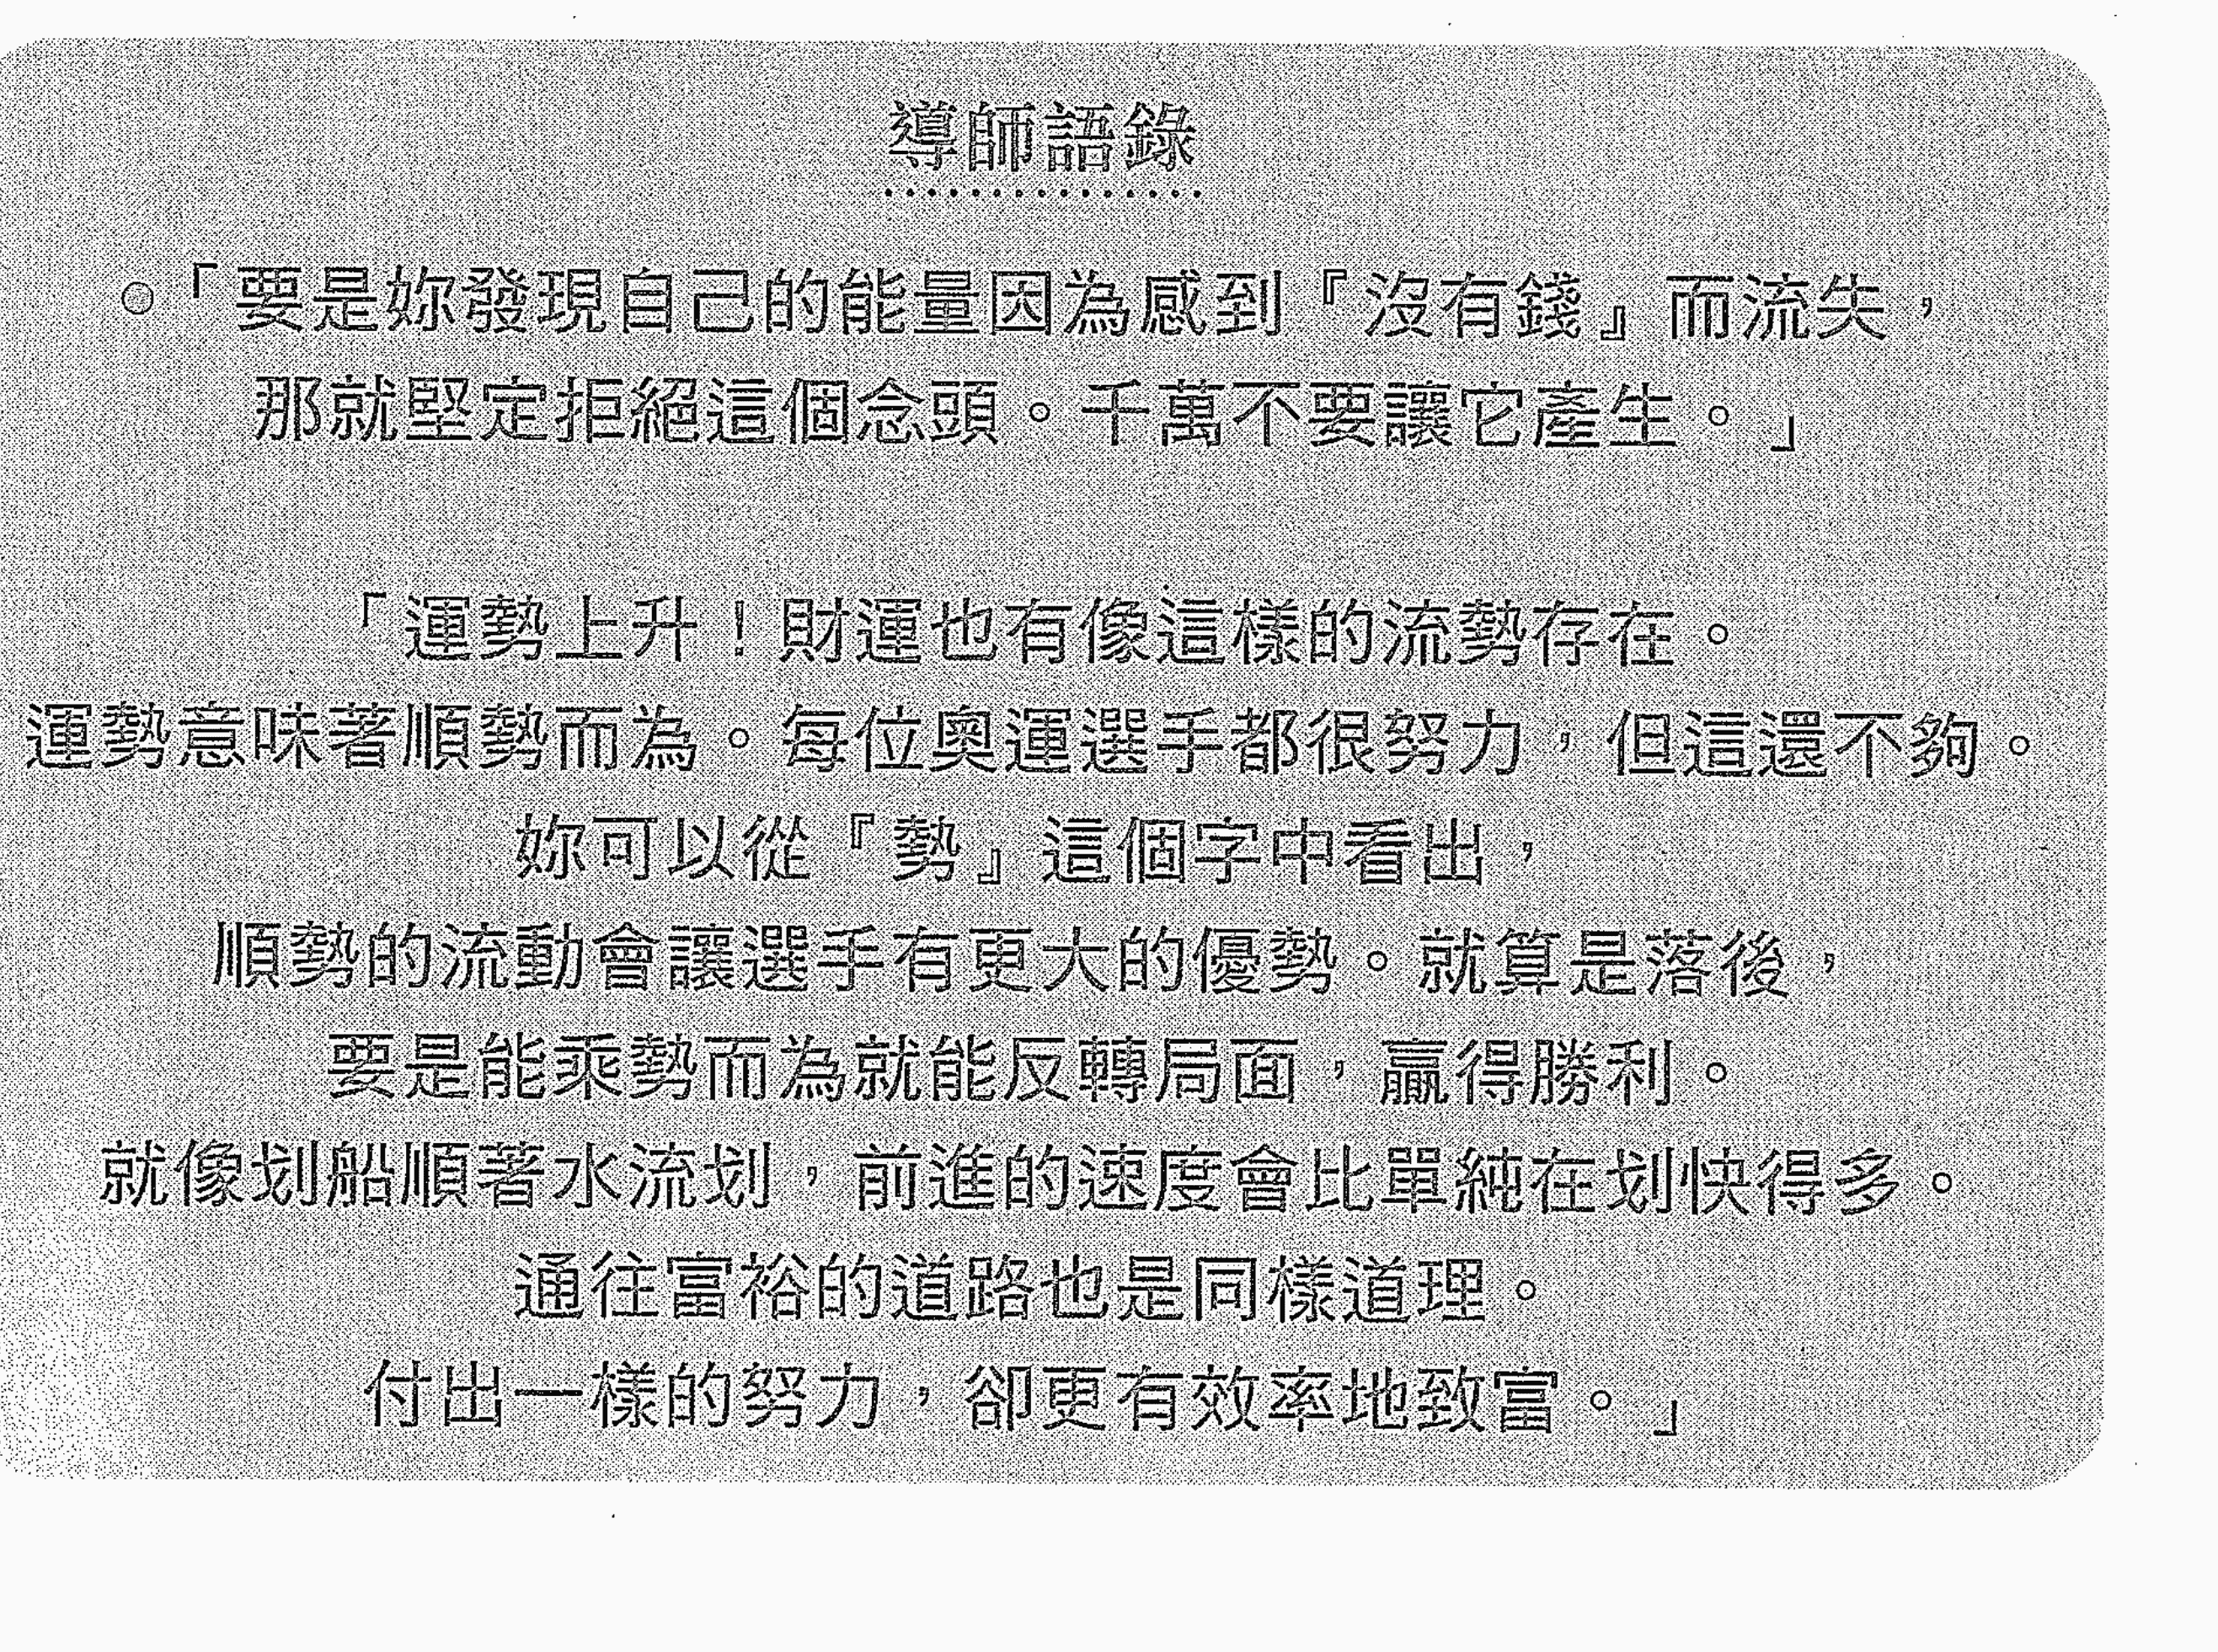 導師語錄
◎「要是妳發現自己的能量因為感到『沒有錢』而流失，
那就堅定拒絕這個念頭。千萬不要讓它產生。」
「運勢上升！財運也有像這樣的流勢存在。
運勢意味著順勢而為。每位奧運選手都很努力，但這還不夠。
妳可以從『勢』這個字中看出，
順勢的流動會讓選手有更大的優勢。就算是落後，
要是能乘勢而為就能反轉局面，贏得勝利。
就像划船順著水流划，前進的速度會比單純在划快得多。
通往富裕的道路也是同樣道理。
付出一樣的努力，卻更有效率地致富。」